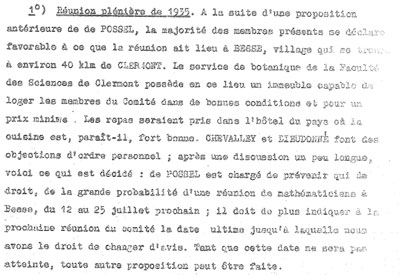 1°) Réunion plénière de 1935. A la suite d'une proposition
antérieure de de POSSEL, la majorité des membres présents se déclare
favorable à ce que la réunion ait lieu à BESSE, village qui se trouve
à environ 40 klm de CLERMONT. Le service de botanique de la Faculté
des Sciences de Clermont possède en ce lieu un immeuble capable de
loger les membres du Comité dans de bonnes conditions et pour un
prix minime. Les repas seraient pris dans l'hôtel du pays où la
cuisine est, paraît-il, fort bonne. CHEVALLEY et DIEUDONNÉ font des
objections d'ordre personnel ; après une discussion un peu longue,
voici ce qui est décidé : de POSSEL est chargé de prévenir qui de
droit, de la grande probabilité d'une réunion de mathématiciens à
Besse, du 12 au 25 juillet prochain ; il doit de plus indiquer à la
prochaine réunion du comité la date ultime jusqu'à laquelle nous
avons le droit de changer d'avis. Tant que cette date ne sera pas
atteinte, toute autre proposition peut être faite.